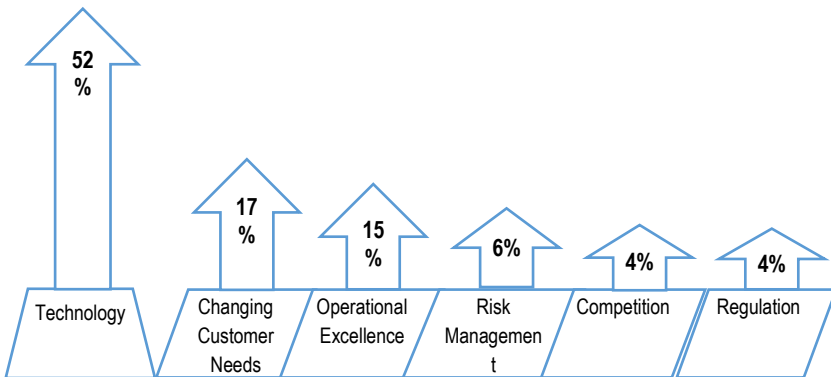 52
%
17
%
15
%
6%
4%
4%
Technology
Changing
Customer
Needs
Operational
Excellence
Risk
Managemen
t
Competition
Regulation